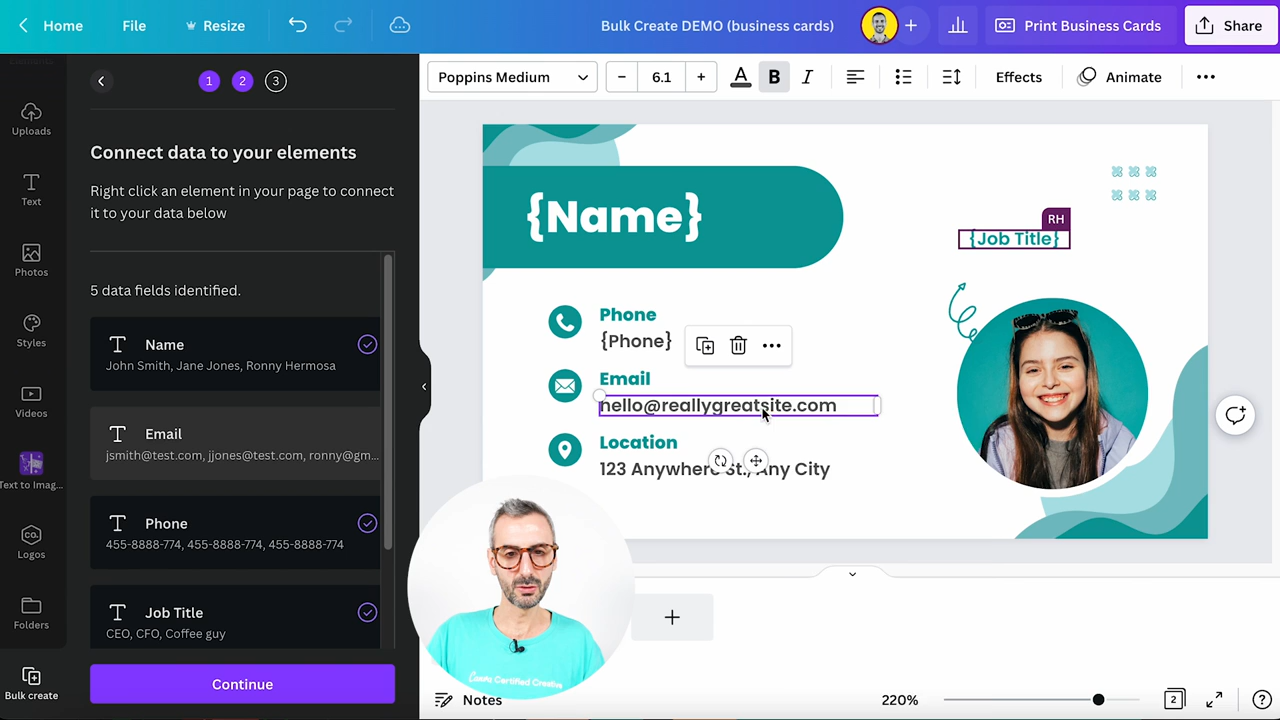 Home
File
Resize
Bulk Create DEMO (business cards)
Print Business Cards
Share
Elements
Uploads
Text
Photos
Styles
Videos
Text to Imag...
co.
Logos
Folders
Bulk create
1
2
3
Connect data to your elements
Right click an element in your page to connect
it to your data below
5 data fields identified.
Name
John Smith, Jane Jones, Ronny Hermosa
Email
jsmith@test.com, jjones@test.com, ronny@gm...
Phone
455-8888-774, 455-8888-774, 455-8888-774
Job Title
CEO, CFO, Coffee guy
Continue
Poppins Medium
6.1
A
B
I
Effects
Animate
{Name}
RH
{Job Title}
Phone
{Phone}
Email
hello@reallygreatsite.com
Location
123 Anywhere St., Any City
Canva Certified Creative
Notes
220%
2